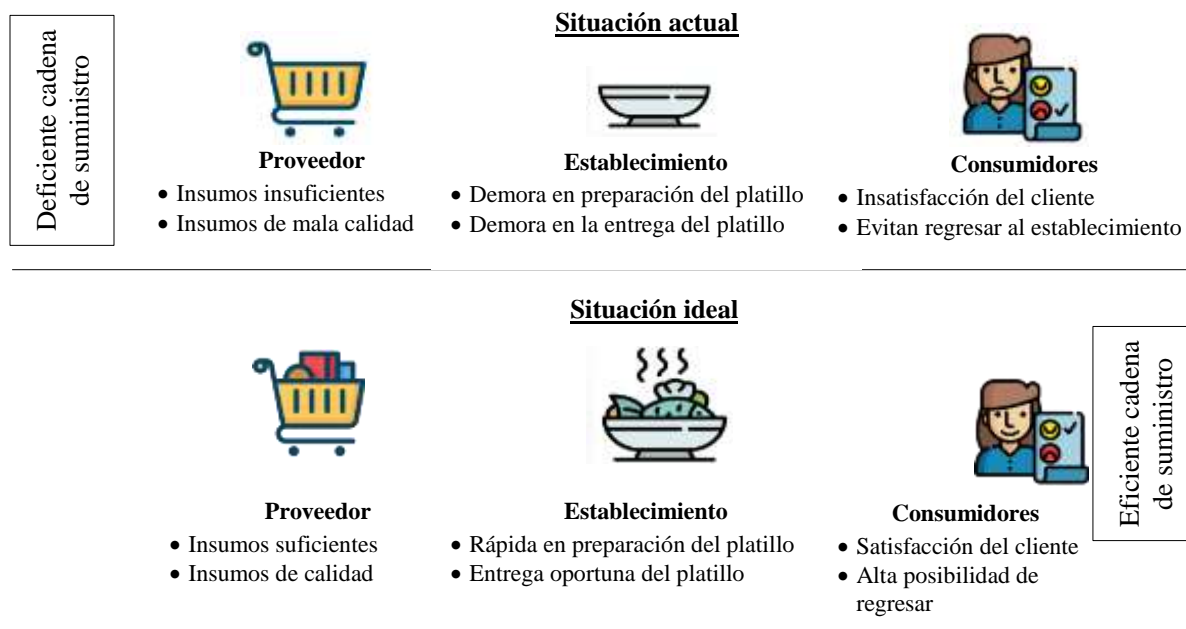 Situación actual
Deficiente cadena
de suministro
Proveedor
• Insumos insuficientes
• Insumos de mala calidad
Establecimiento
• Demora en preparación del platillo
• Demora en la entrega del platillo
Consumidores
• Insatisfacción del cliente
• Evitan regresar al establecimiento
Situación ideal
Proveedor
• Insumos suficientes
• Insumos de calidad
Establecimiento
• Rápida en preparación del platillo
• Entrega oportuna del platillo
Consumidores
• Satisfacción del cliente
• Alta posibilidad de
regresar
Eficiente cadena
de suministro